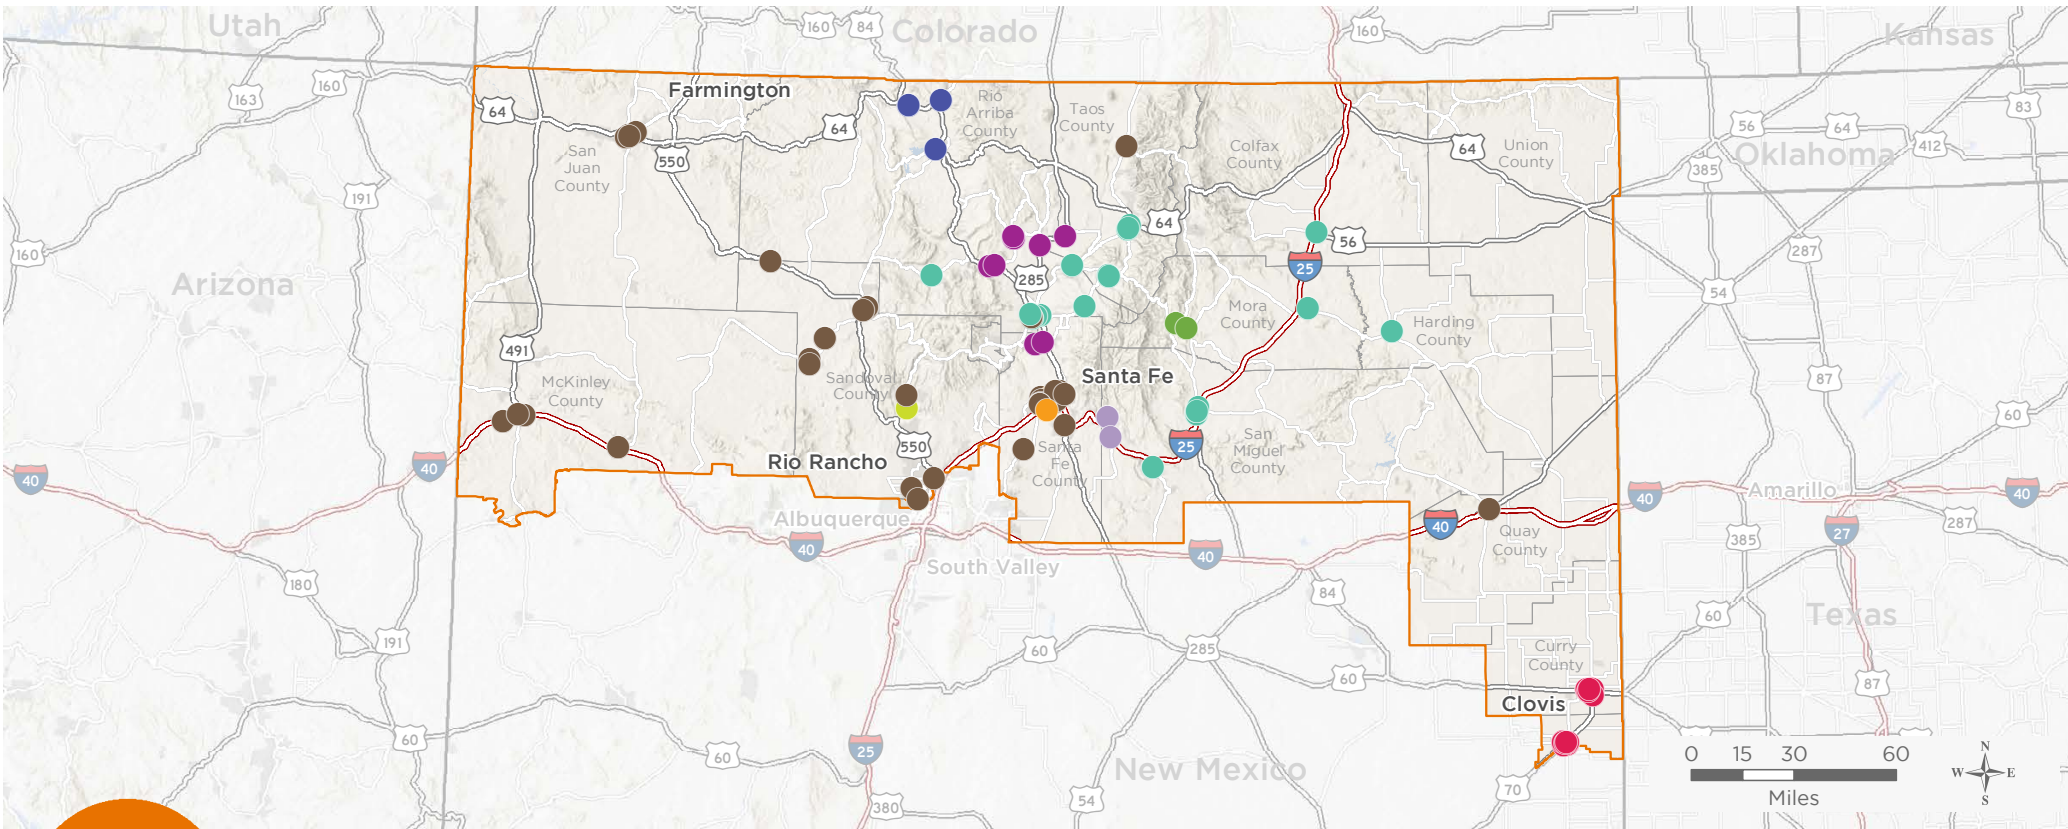 Utah
160
84
Colorado
160
Kansas
163
160
64
Farmington
64
Rio
Arriba
County
Taos
County
Colfax
County
64
Union
County
56
64
83
412
Oklahoma
385
54
San
Juan
County
550
191
64
56
287
160
Arizona
285
25
54
491
Mora
County
Harding
County
McKinley
County
Sandoval
County
Santa Fe
87
60
550
25
San
Miguel
County
Santa
Fe
County
Rio Rancho
40
40
40
Amarillo
40
Albuquerque
40
40
40
Quay
County
385
27
287
South Valley
180
84
60
Texas
191
60
285
60
Curry
County
87
Clovis
60
60
25
New Mexico
54
380
70
0 15 30 60
Miles
N
W E
S